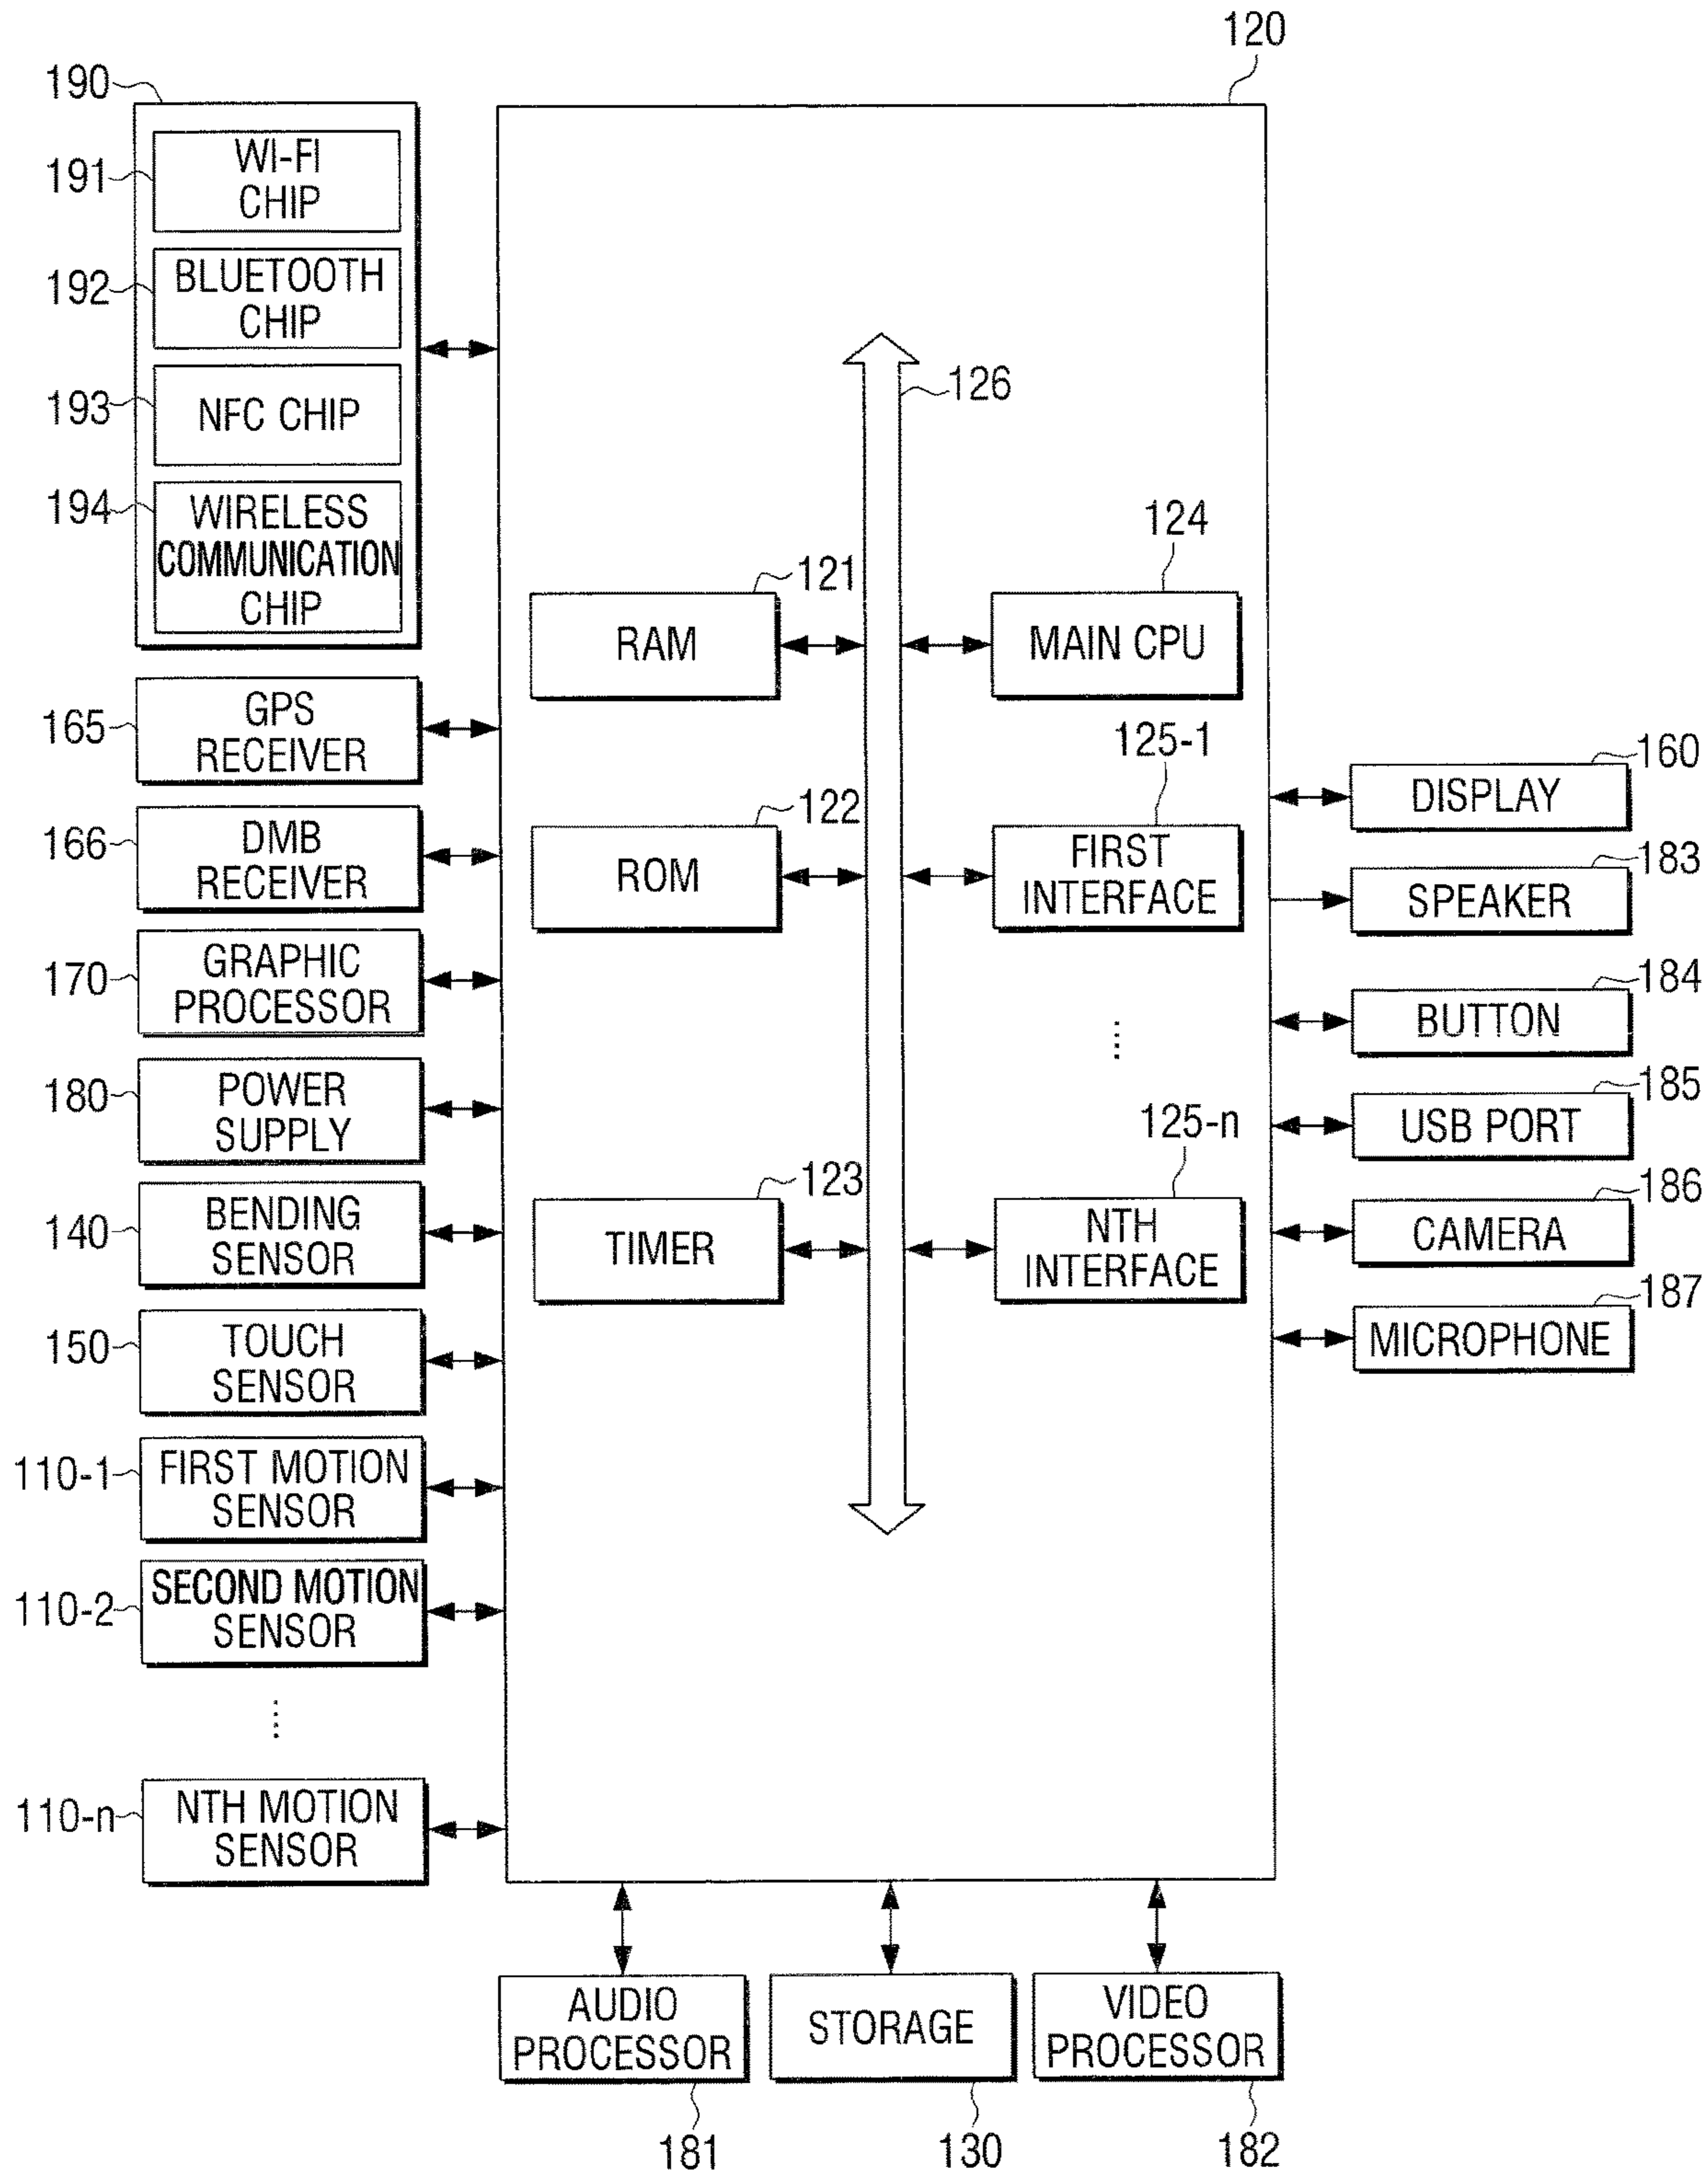 120
190
191
WI-FI
CHIP
192
BLUETOOTH
CHIP
193
NFC CHIP
194
WIRELESS
COMMUNICATION
CHIP
165
GPS
RECEIVER
166
DMB
RECEIVER
170
GRAPHIC
PROCESSOR
180
POWER
SUPPLY
140
BENDING
SENSOR
150
TOUCH
SENSOR
110-1
FIRST MOTION
SENSOR
110-2
SECOND MOTION
SENSOR
110-n
NTH MOTION
SENSOR
126
121
RAM
122
ROM
123
TIMER
124
MAIN CPU
125-1
FIRST
INTERFACE
125-n
NTH
INTERFACE
160
DISPLAY
183
SPEAKER
184
BUTTON
185
USB PORT
186
CAMERA
187
MICROPHONE
AUDIO
PROCESSOR
181
STORAGE
130
VIDEO
PROCESSOR
182